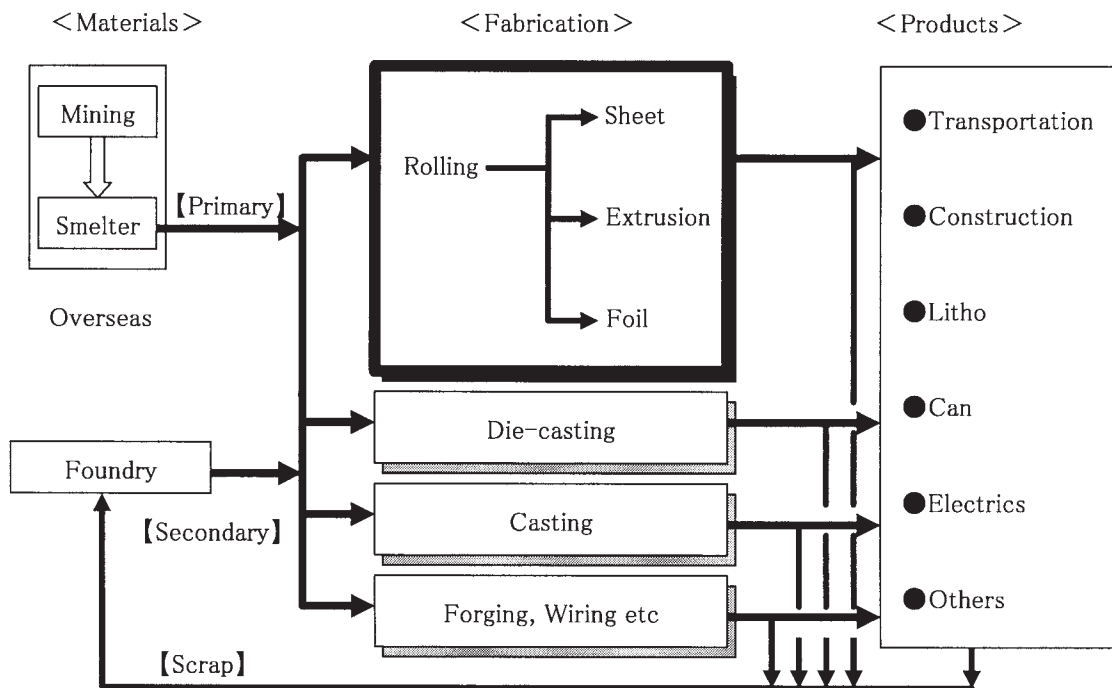 ＜Materials＞
＜Fabrication＞
＜Products＞
Mining
Smelter
【Primary】
Overseas
Foundry
【Secondary】
【Scrap】
Rolling
Sheet
Extrusion
Foil
Die-casting
Casting
Forging, Wiring etc
●Transportation
●Construction
●Litho
●Can
●Electrics
●Others